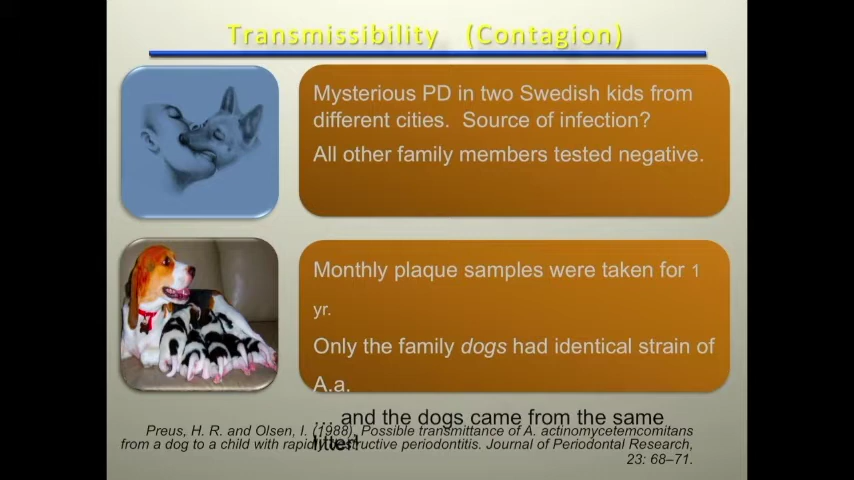 Transmissibility (Contagion)
Mysterious PD in two Swedish kids from
different cities. Source of infection?
All other family members tested negative.
Monthly plaque samples were taken for 1
yr.
Only the family dogs had identical strain of
A.a.
… and the dogs came from the same
litter!
Preus, H. R. and Olsen, I. (1988), Possible transmittance of A. actinomycetemcomitans
from a dog to a child with rapidly destructive periodontitis. Journal of Periodontal Research,
23: 68–71.